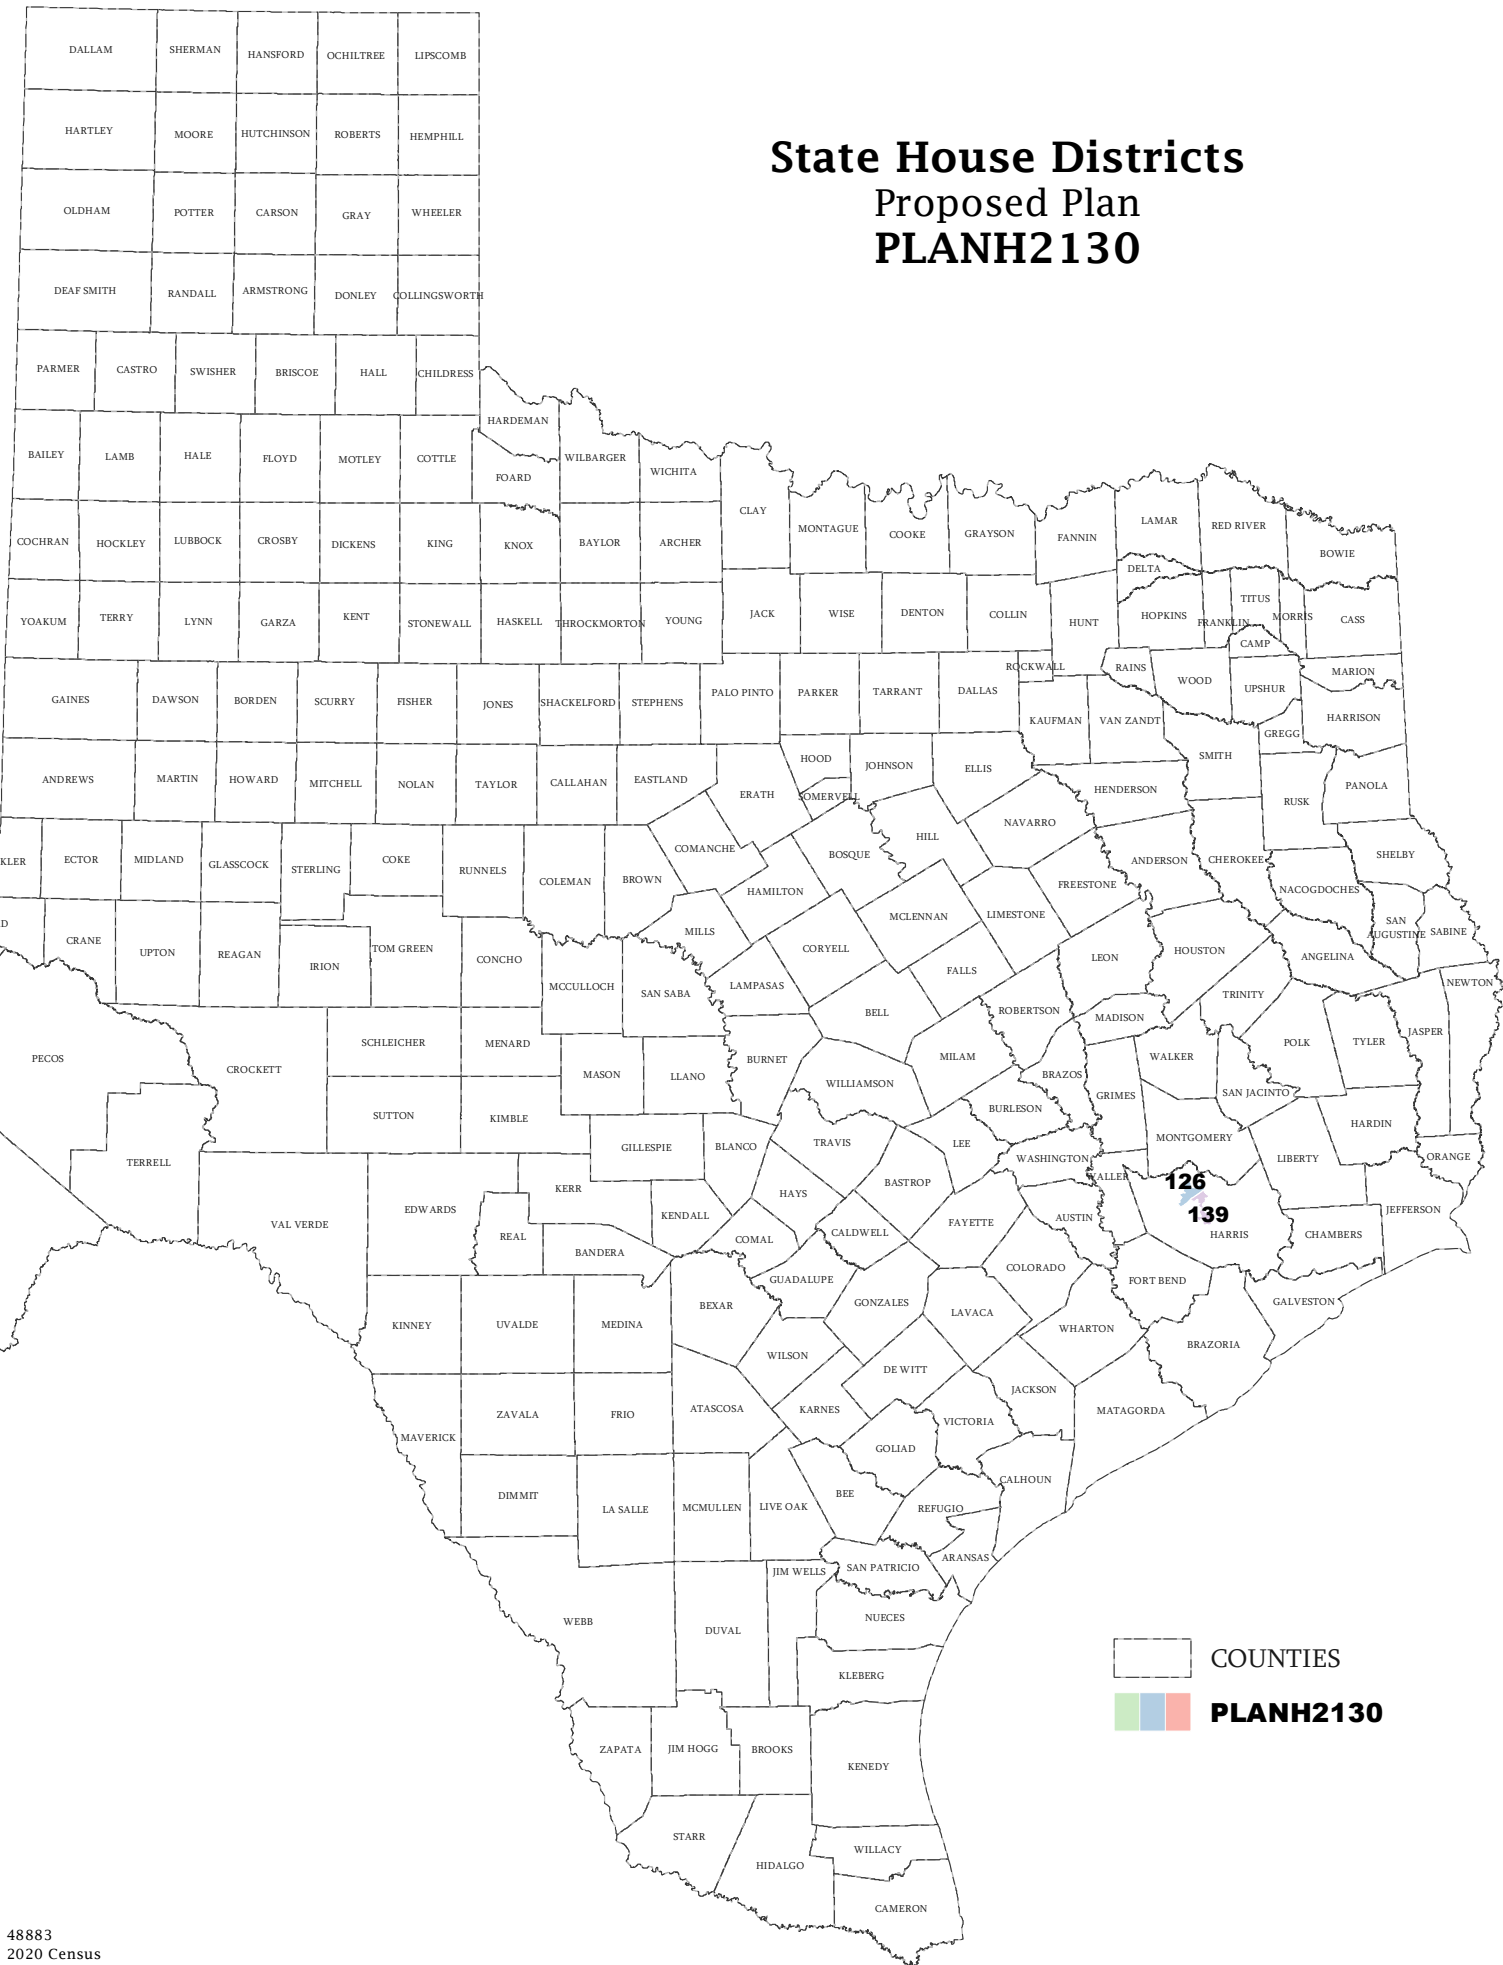 State House Districts
Proposed Plan
PLANH2130
DALLAM
SHERMAN
HANSFORD
OCHILTREE
LIPSCOMB
HARTLEY
MOORE
HUTCHINSON
ROBERTS
HEMPHILL
OLDHAM
POTTER
CARSON
GRAY
WHEELER
DEAF SMITH
RANDALL
ARMSTRONG
DONLEY
COLLINGSWORTH
PARMER
CASTRO
SWISHER
BRISCOE
HALL
CHILDRESS
HARDEMAN
BAILEY
LAMB
HALE
FLOYD
MOTLEY
COTTLE
FOARD
WILBARGER
WICHITA
CLAY
MONTAGUE
COOKE
GRAYSON
FANNIN
LAMAR
RED RIVER
BOWIE
DELTA
COCHRAN
HOCKLEY
LUBBOCK
CROSBY
DICKENS
KING
KNOX
BAYLOR
ARCHER
YOAKUM
TERRY
LYNN
GARZA
KENT
STONEWALL
HASKELL
THROCKMORTON
YOUNG
JACK
WISE
DENTON
COLLIN
HUNT
HOPKINS
FRANKLIN
TITUS
MORRIS
CASS
CAMP
ROCKWALL
RAINS
WOOD
UPSHUR
MARION
GAINES
DAWSON
BORDEN
SCURRY
FISHER
JONES
SHACKELFORD
STEPHENS
PALO PINTO
PARKER
TARRANT
DALLAS
KAUFMAN
VAN ZANDT
GREGG
HARRISON
SMITH
ANDREWS
MARTIN
HOWARD
MITCHELL
NOLAN
TAYLOR
CALLAHAN
EASTLAND
ERATH
HOOD
SOMERVELL
JOHNSON
ELLIS
HENDERSON
RUSK
PANOLA
KLER
ECTOR
MIDLAND
GLASSCOCK
STERLING
COKE
RUNNELS
COLEMAN
BROWN
COMANCHE
HAMILTON
BOSQUE
HILL
NAVARRO
ANDERSON
CHEROKEE
SHELBY
NACOGDOCHES
FREESTONE
LIMESTONE
MCLENNAN
D
CRANE
UPTON
REAGAN
IRION
TOM GREEN
CONCHO
MCCULLOCH
SAN SABA
MILLS
LAMPASAS
CORYELL
FALLS
LEON
HOUSTON
ANGELINA
SAN
AUGUSTINE
SABINE
NEWTON
TRINITY
BELL
ROBERTSON
MADISON
PECOS
CROCKETT
SCHLEICHER
MENARD
MASON
LLANO
BURNET
WILLIAMSON
MILAM
BRAZOS
WALKER
POLK
TYLER
JASPER
GRIMES
SAN JACINTO
SUTTON
KIMBLE
BURLESON
HARDIN
MONTGOMERY
TERRELL
GILLESPIE
BLANCO
TRAVIS
LEE
WASHINGTON
LIBERTY
ORANGE
WALLER
126
139
VAL VERDE
EDWARDS
KERR
REAL
BANDERA
KENDALL
HAYS
COMAL
BASTROP
CALDWELL
FAYETTE
AUSTIN
HARRIS
CHAMBERS
JEFFERSON
COLORADO
FORT BEND
GALVESTON
GUADALUPE
GONZALES
LAVACA
WHARTON
BRAZORIA
KINNEY
UVALDE
MEDINA
BEXAR
WILSON
DE WITT
JACKSON
MATAGORDA
MAVERICK
ZAVALA
FRIO
ATASCOSA
KARNES
VICTORIA
GOLIAD
CALHOUN
DIMMIT
LA SALLE
MCMULLEN
LIVE OAK
BEE
REFUGIO
ARANSAS
SAN PATRICIO
JIM WELLS
NUECES
WEBB
DUVAL
KLEBERG
ZAPATA
JIM HOGG
BROOKS
KENEDY
STARR
HIDALGO
WILLACY
CAMERON
COUNTIES
PLANH2130
48883
2020 Census